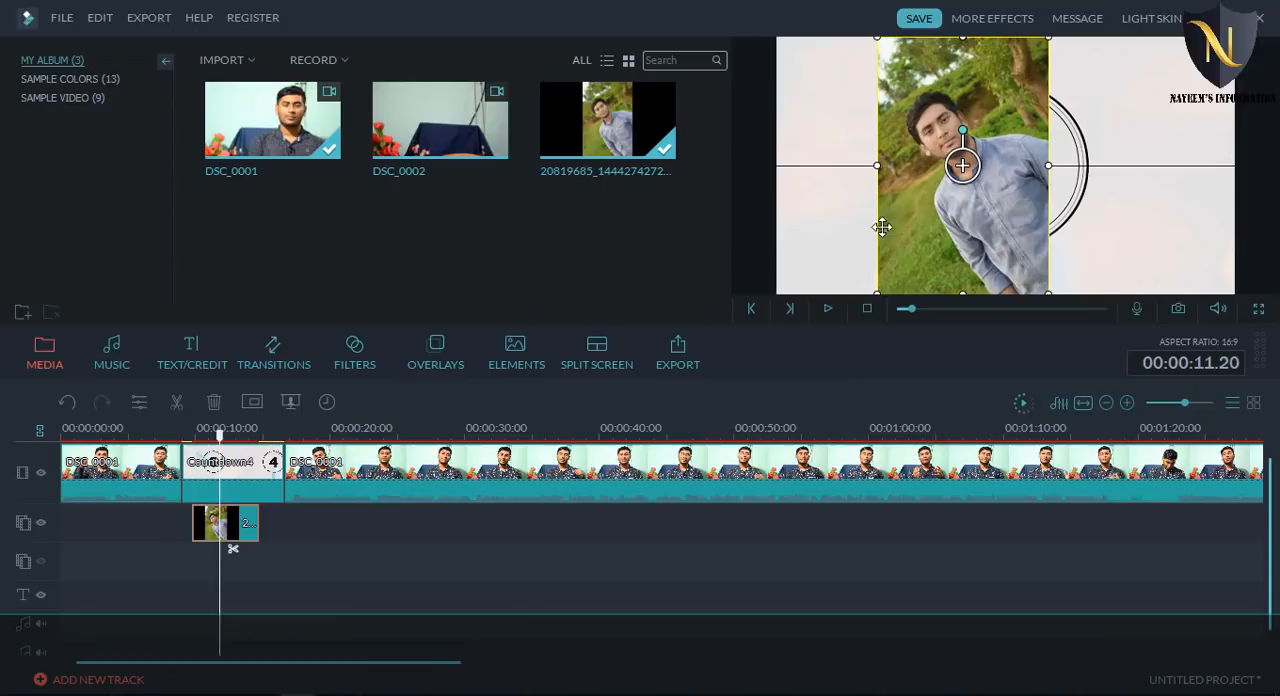 FILE EDIT EXPORT HELP REGISTER SAVE MORE EFFECTS MESSAGE LIGHT SKIN
N
NAYHEM'S INFORMATION
MY ALBUM (3)
SAMPLE COLORS (13)
SAMPLE VIDEO (9)
IMPORT RECORD ALL Search
DSC_0001 DSC_0002 20819685_1444274272...
MEDIA MUSIC TEXT/CREDIT TRANSITIONS FILTERS OVERLAYS ELEMENTS SPLIT SCREEN EXPORT
ASPECT RATIO: 16:9
00:00:11.20
00:00:00:00 00:00:10:00 00:00:20:00 00:00:30:00 00:00:40:00 00:00:50:00 00:01:00:00 00:01:10:00 00:01:20:00
DSC_0001 Countdown4 4 DSC_0001
2...
T
ADD NEW TRACK UNTITLED PROJECT *